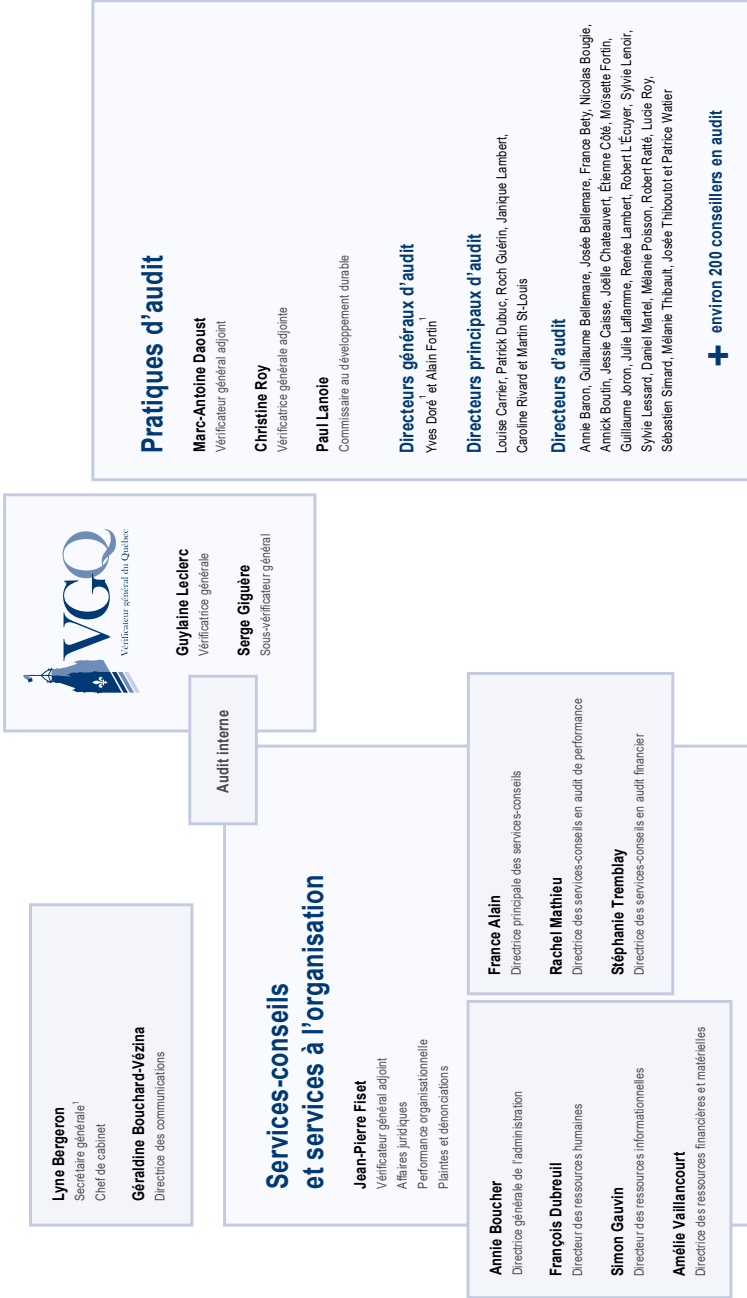 Lyne Bergeron
Secrétaire générale¹
Chef de cabinet
Géraldine Bouchard-Vézina
Directrice des communications
VGQ
Vérificateur général du Québec
Guylaine Leclerc
Vérificatrice générale
Serge Giguère
Sous-vérificateur général
Audit interne
Services-conseils
et services à l'organisation
Jean-Pierre Fiset
Vérificateur général adjoint
Affaires juridiques
Performance organisationnelle
Plaintes et dénonciations
Annie Boucher
Directrice générale de l'administration
François Dubreuil
Directeur des ressources humaines
Simon Gauvin
Directeur des ressources informationnelles
Amélie Vaillancourt
Directrice des ressources financières et matérielles
France Alain
Directrice principale des services-conseils
Rachel Mathieu
Directrice des services-conseils en audit de performance
Stéphanie Tremblay
Directrice des services-conseils en audit financier
Pratiques d'audit
Marc-Antoine Daoust
Vérificateur général adjoint
Christine Roy
Vérificatrice générale adjointe
Paul Lanoie
Commissaire au développement durable
Directeurs généraux d'audit
Yves Doré¹ et Alain Fortin¹
Directeurs principaux d'audit
Louise Carrier, Patrick Dubuc, Roch Guérin, Janique Lambert,
Caroline Rivard et Martin St-Louis
Directeurs d'audit
Annie Baron, Guillaume Bellemare, Josée Bellemare, France Bety, Nicolas Bougie,
Annick Boutin, Jessie Caisse, Joëlle Chateauvert, Étienne Côté, Moïsette Fortin,
Guillaume Joron, Julie Laflamme, Renée Lambert, Robert L'Écuyer, Sylvie Lenoir,
Sylvie Lessard, Daniel Martel, Mélanie Poisson, Robert Ratté, Lucie Roy,
Sébastien Simard, Mélanie Thibault, Josée Thiboutot et Patrice Watier
+ environ 200 conseillers en audit